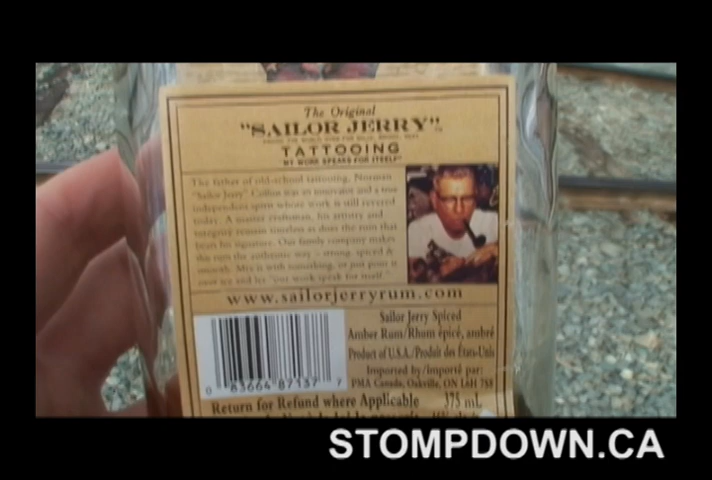 The Original
"SAILOR JERRY"
TATTOOING
MY WORK SPEAKS FOR ITSELF
The father of old-school tattooing, Norman
"Sailor Jerry" Collins was an innovator and a true
independent spirit whose work is still revered
today. A master craftsman, his artistry and
integrity remain timeless as does the rum that
bears his signature. Our family company makes
this rum the authentic way – strong, spiced &
smooth. Mix it with something, or just pour it
over ice and let "our work speak for itself."
www.sailorjerryrum.com
Sailor Jerry Spiced
Amber Rum/Rhum épicé, ambré
Product of U.S.A./Produit des États-Unis
Imported by/Importé par:
PMA Canada, Oakville, ON L6H 7S8
0 83664 87137 7
Return for Refund where Applicable 375 mL
STOMPDOWN.CA